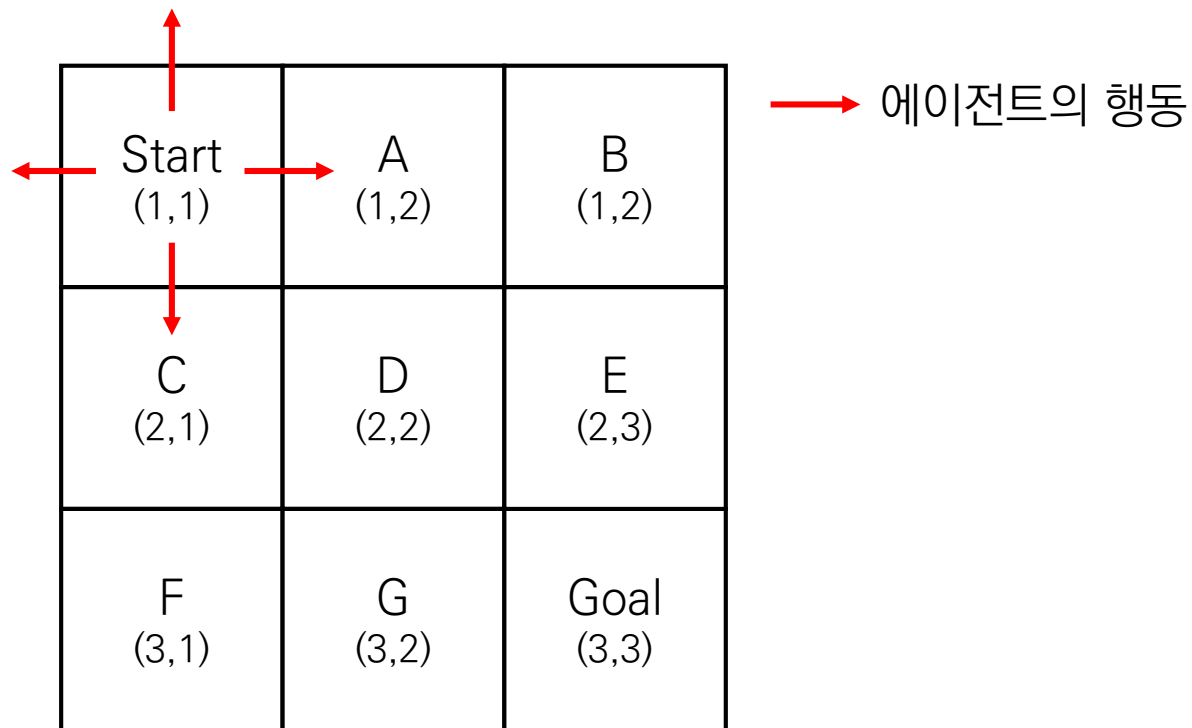 에이전트의 행동
Start
(1,1)
A
(1,2)
B
(1,2)
C
(2,1)
D
(2,2)
E
(2,3)
F
(3,1)
G
(3,2)
Goal
(3,3)